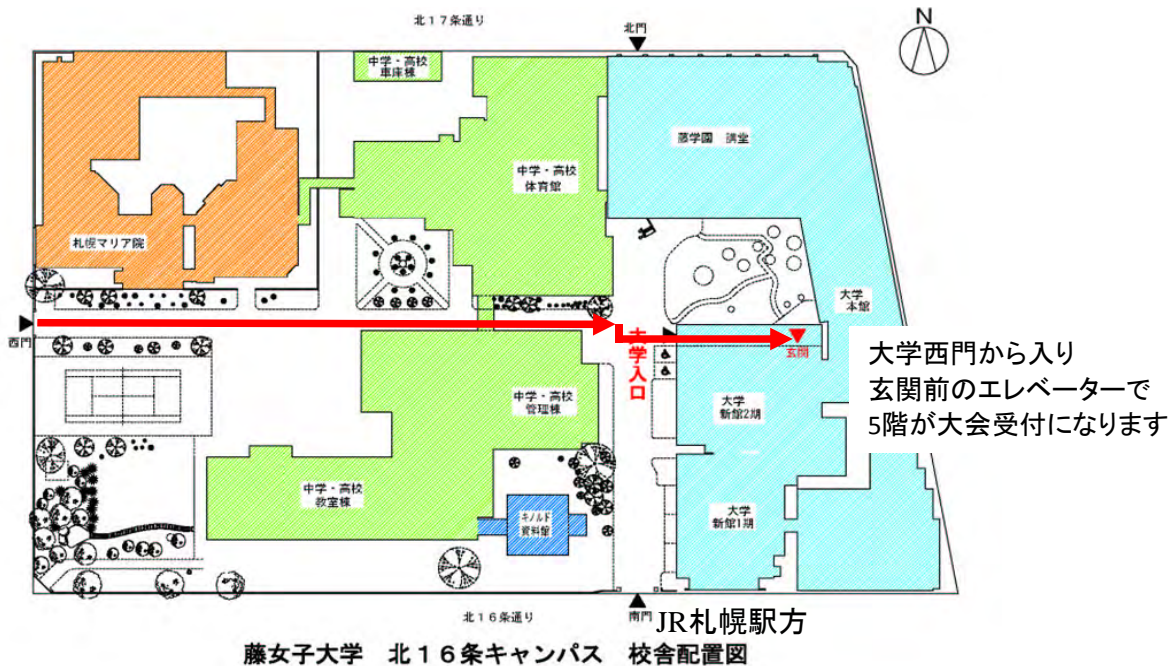 北１７条通り
北門
N
中学・高校
車庫棟
藤学園　講堂
中学・高校
体育館
札幌マリア院
大学
本館
西門
大学入口
玄関
大学西門から入り
玄関前のエレベーターで
5階が大会受付になります
大学
新館2期
中学・高校
管理棟
中学・高校
教室棟
キノルド
資料館
大学
新館1期
北１６条通り
南門
JR札幌駅方
藤女子大学　北１６条キャンパス　校舎配置図